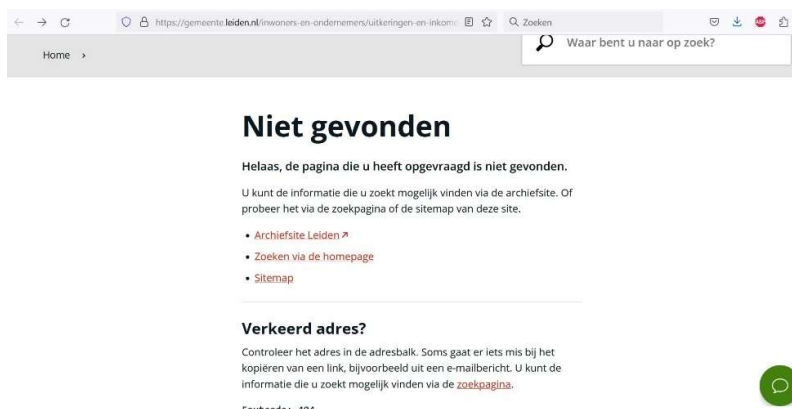 https://gemeente.leiden.nl/inwoners-en-ondernemers/uitkeringen-en-inkom
Zoeken
Home ›
Waar bent u naar op zoek?
Niet gevonden
Helaas, de pagina die u heeft opgevraagd is niet gevonden.
U kunt de informatie die u zoekt mogelijk vinden via de archiefsite. Of
probeer het via de zoekpagina of de sitemap van deze site.
• Archiefsite Leiden
• Zoeken via de homepage
• Sitemap
Verkeerd adres?
Controleer het adres in de adresbalk. Soms gaat er iets mis bij het
kopiëren van een link, bijvoorbeeld uit een e-mailbericht. U kunt de
informatie die u zoekt mogelijk vinden via de zoekpagina.